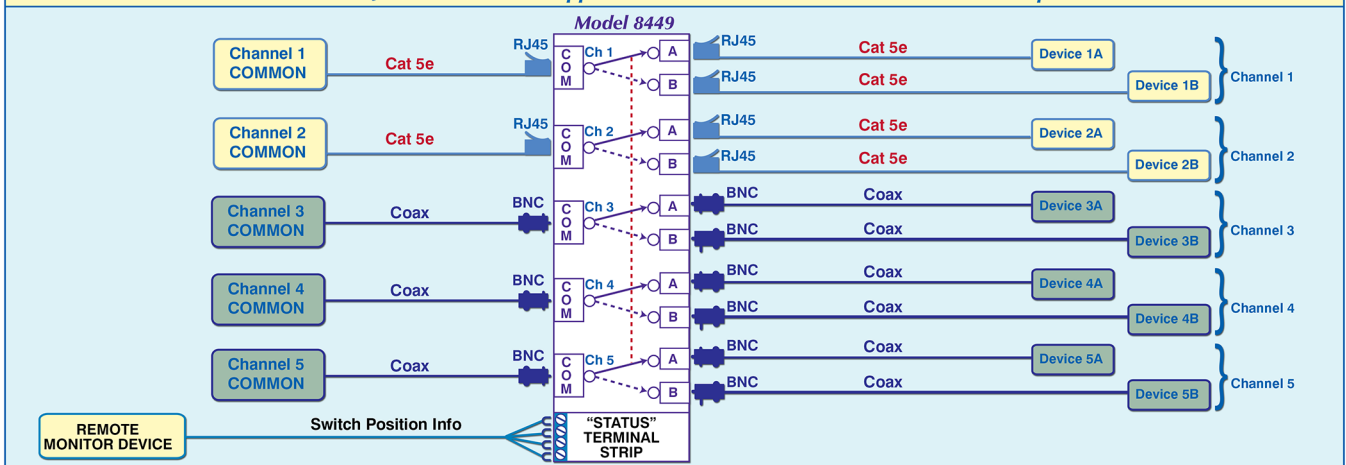 Model 8449
Channel 1
COMMON
Cat 5e
RJ45
COM
Ch 1
A
B
RJ45
Cat 5e
Device 1A
RJ45
Cat 5e
Device 1B
Channel 1
Channel 2
COMMON
Cat 5e
RJ45
COM
Ch 2
A
B
RJ45
Cat 5e
Device 2A
RJ45
Cat 5e
Device 2B
Channel 2
Channel 3
COMMON
Coax
BNC
COM
Ch 3
A
B
BNC
Coax
Device 3A
BNC
Coax
Device 3B
Channel 3
Channel 4
COMMON
Coax
BNC
COM
Ch 4
A
B
BNC
Coax
Device 4A
BNC
Coax
Device 4B
Channel 4
Channel 5
COMMON
Coax
BNC
COM
Ch 5
A
B
BNC
Coax
Device 5A
BNC
Coax
Device 5B
Channel 5
REMOTE
MONITOR DEVICE
Switch Position Info
“STATUS”
TERMINAL
STRIP